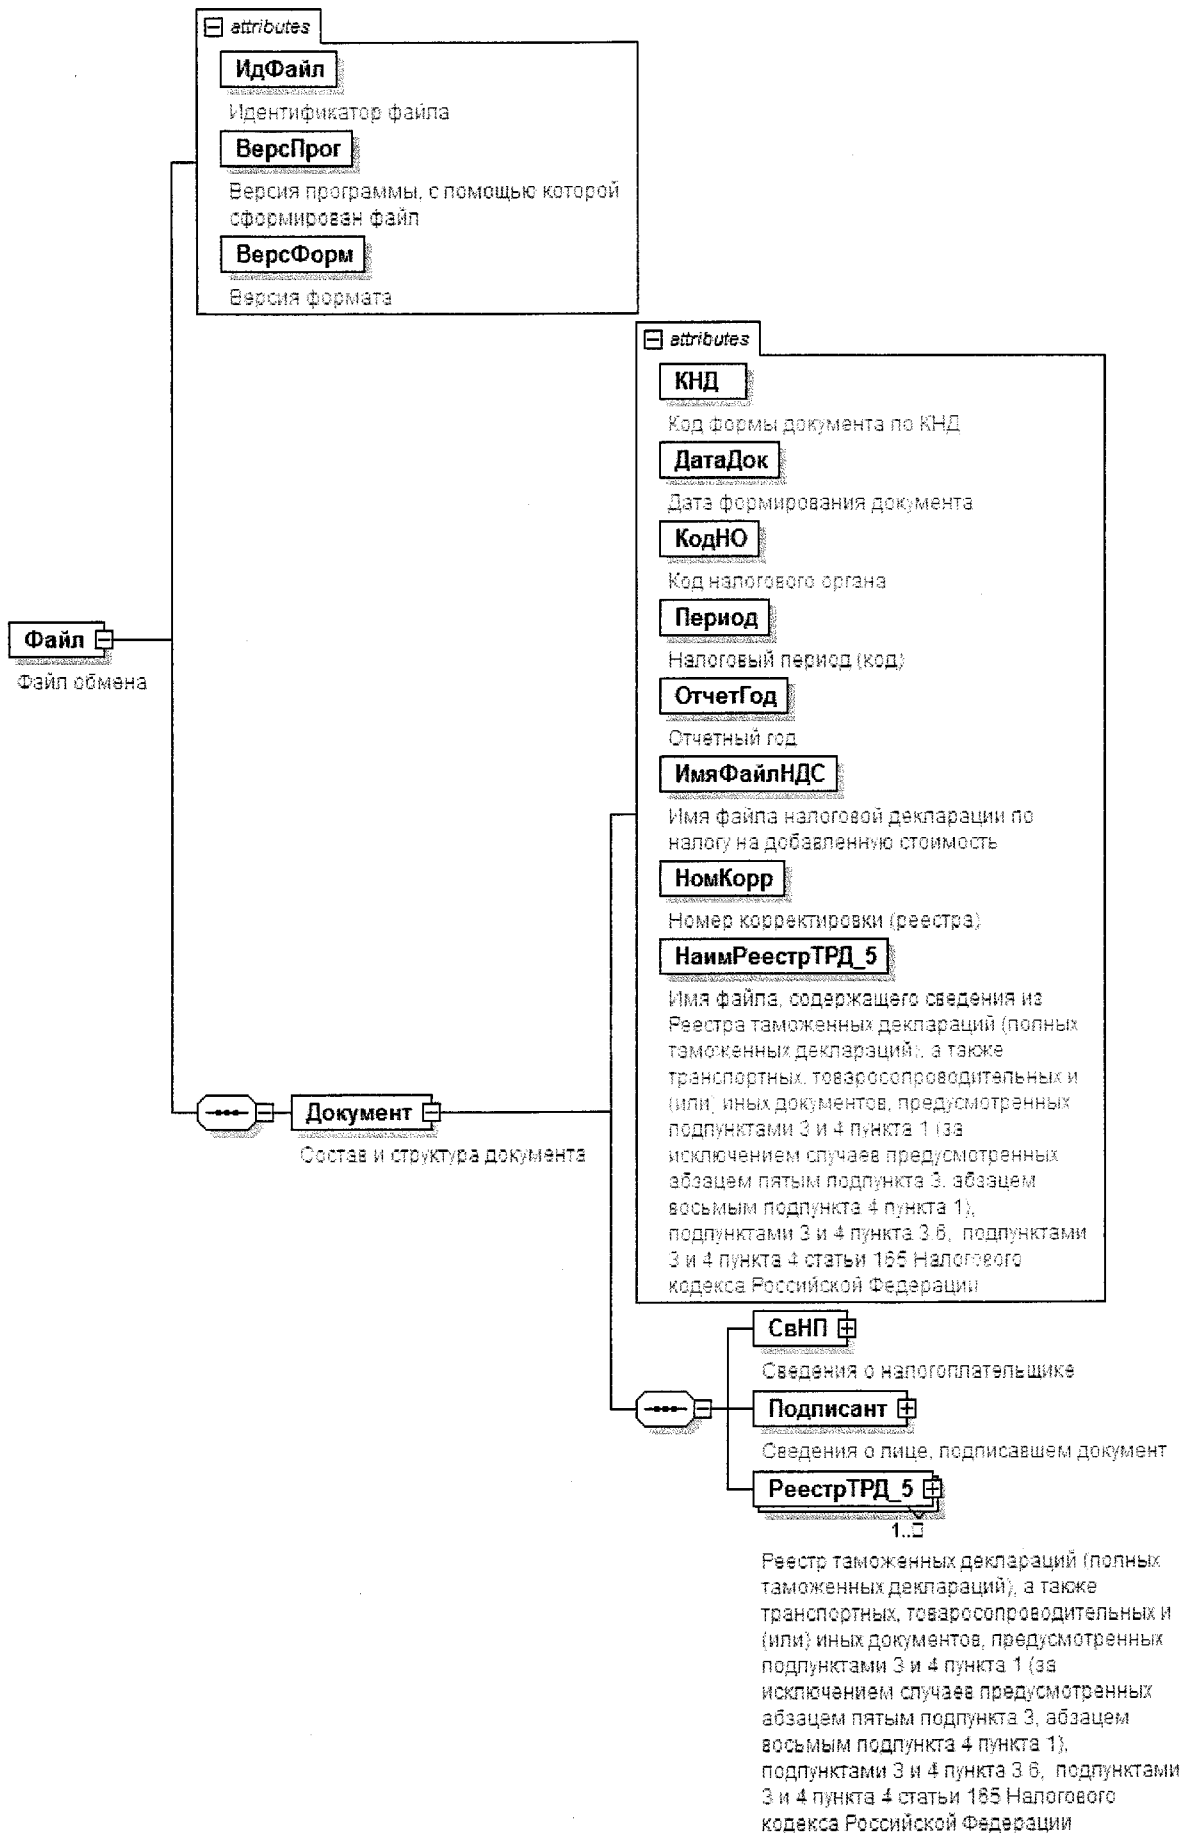 attributes
ИдФайл
Идентификатор файла
ВерсПрог
Версия программы, с помощью которой
сформирован файл
ВерсФорм
Версия формата
attributes
КНД
Код формы документа по КНД
ДатаДок
Дата формирования документа
КодНО
Код налогового органа
Период
Налоговый период (код)
ОтчетГод
Отчетный год
ИмяФайлНДС
Имя файла налоговой декларации по
налогу на добавленную стоимость
НомКорр
Номер корректировки (реестра)
НаимРеестрТРД_5
Имя файла, содержащего сведения из
Реестра таможенных деклараций (полных
таможенных деклараций), а также
транспортных, товаросопроводительных и
(или) иных документов, предусмотренных
подпунктами 3 и 4 пункта 1 (за
исключением случаев предусмотренных
абзацем пятым подпункта 3, абзацем
восьмым подпункта 4 пункта 1),
подпунктами 3 и 4 пункта 3.6, подпунктами
3 и 4 пункта 4 статьи 165 Налогового
кодекса Российской Федерации
Файл
Файл обмена
Документ
Состав и структура документа
СвНП
Сведения о налогоплательщике
Подписант
Сведения о лице, подписавшем документ
РеестрТРД_5
1..□
Реестр таможенных деклараций (полных
таможенных деклараций), а также
транспортных, товаросопроводительных и
(или) иных документов, предусмотренных
подпунктами 3 и 4 пункта 1 (за
исключением случаев предусмотренных
абзацем пятым подпункта 3, абзацем
восьмым подпункта 4 пункта 1),
подпунктами 3 и 4 пункта 3.6, подпунктами
3 и 4 пункта 4 статьи 165 Налогового
кодекса Российской Федерации